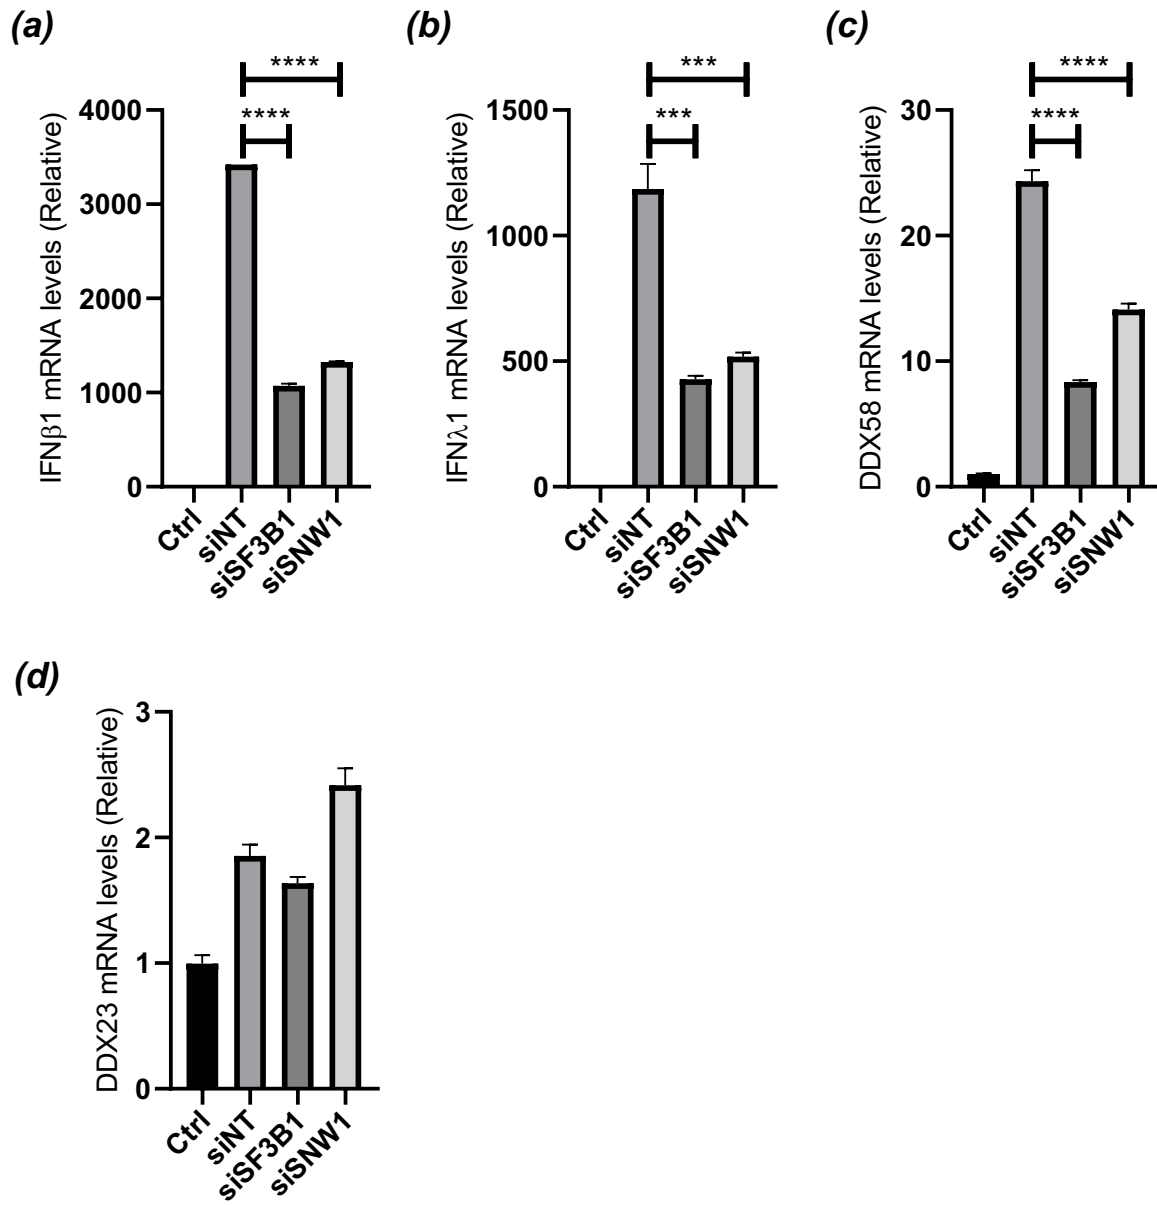 (a)
IFNβ1 mRNA levels (Relative)
4000
3000
2000
1000
0
****
****
Ctrl
siNT
siSF3B1
siSNW1
(b)
IFNλ1 mRNA levels (Relative)
1500
1000
500
0
***
***
Ctrl
siNT
siSF3B1
siSNW1
(c)
DDX58 mRNA levels (Relative)
30
20
10
0
****
****
Ctrl
siNT
siSF3B1
siSNW1
(d)
DDX23 mRNA levels (Relative)
3
2
1
0
Ctrl
siNT
siSF3B1
siSNW1